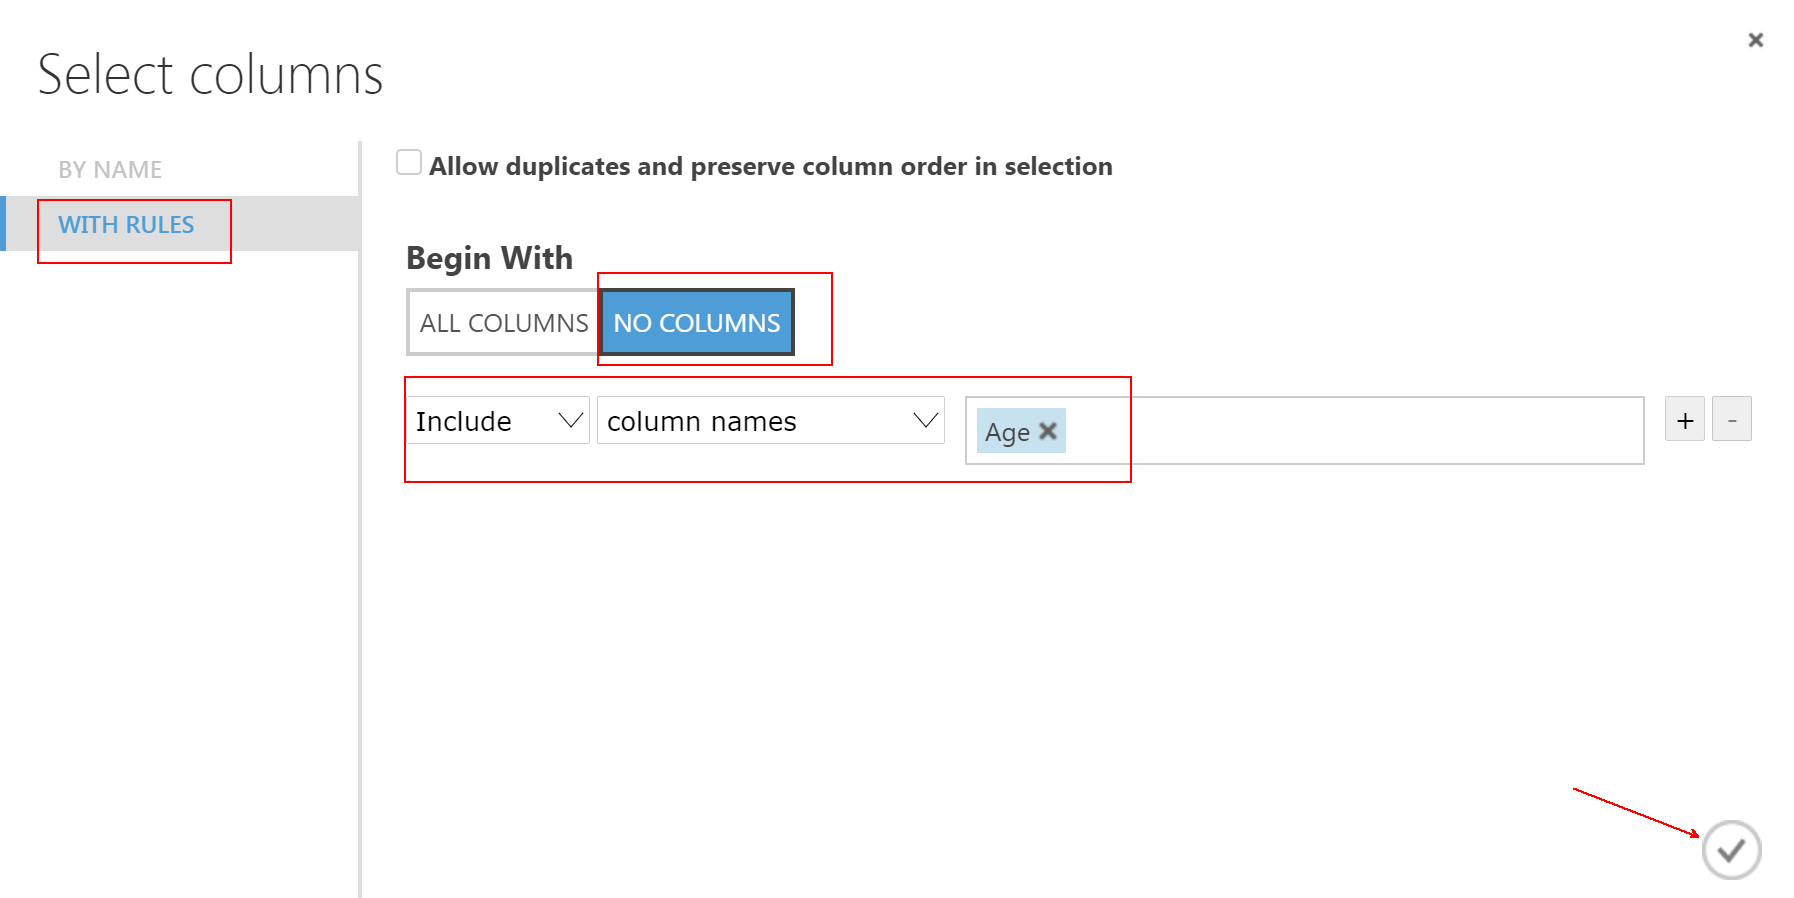 Select columns
BY NAME
WITH RULES
Allow duplicates and preserve column order in selection
Begin With
ALL COLUMNS NO COLUMNS
Include column names Age + -